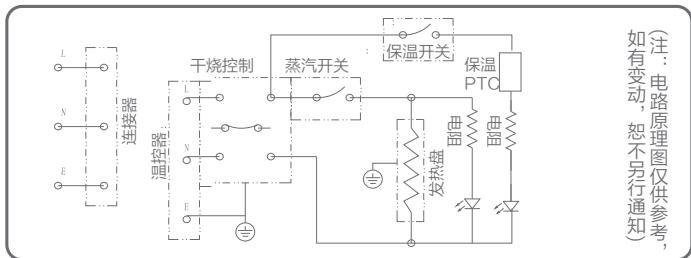 L
N
E
连接器
温控器
L
N
E
干烧控制
蒸汽开关
保温开关
保温
PTC
发热盘
电阻
电阻
(注：电路原理图仅供参考，
如有变动，恕不另行通知)